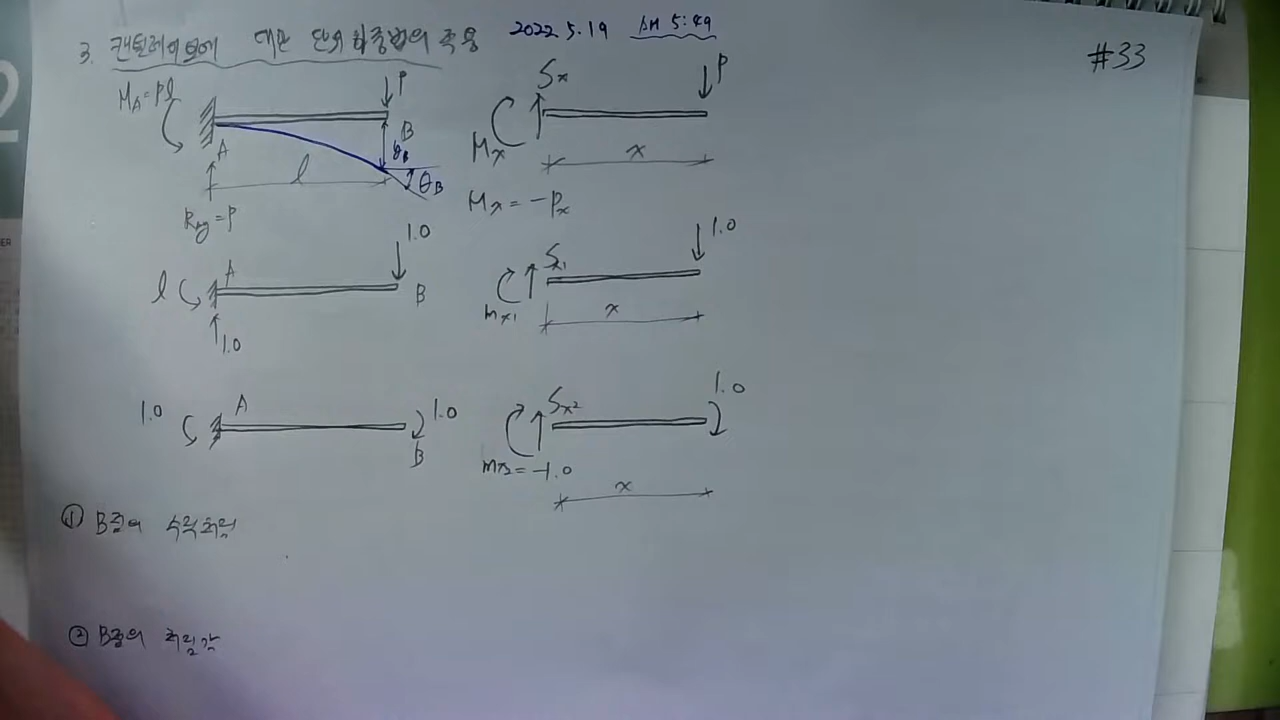 3. 캔틸레버보에 대한 단위하중법의 적용 2022.5.19 AM 5:49
#33
M_A=Pl
P
A
B
δ_B
θ_B
l
R_Ay=P
S_x
P
M_x
x
M_x = -Px
1.0
l
A
B
1.0
S_x1
1.0
m_x1
x
1.0
A
1.0
B
S_x2
1.0
m_x2 = -1.0
x
① B점의 수직처짐
② B점의 처짐각